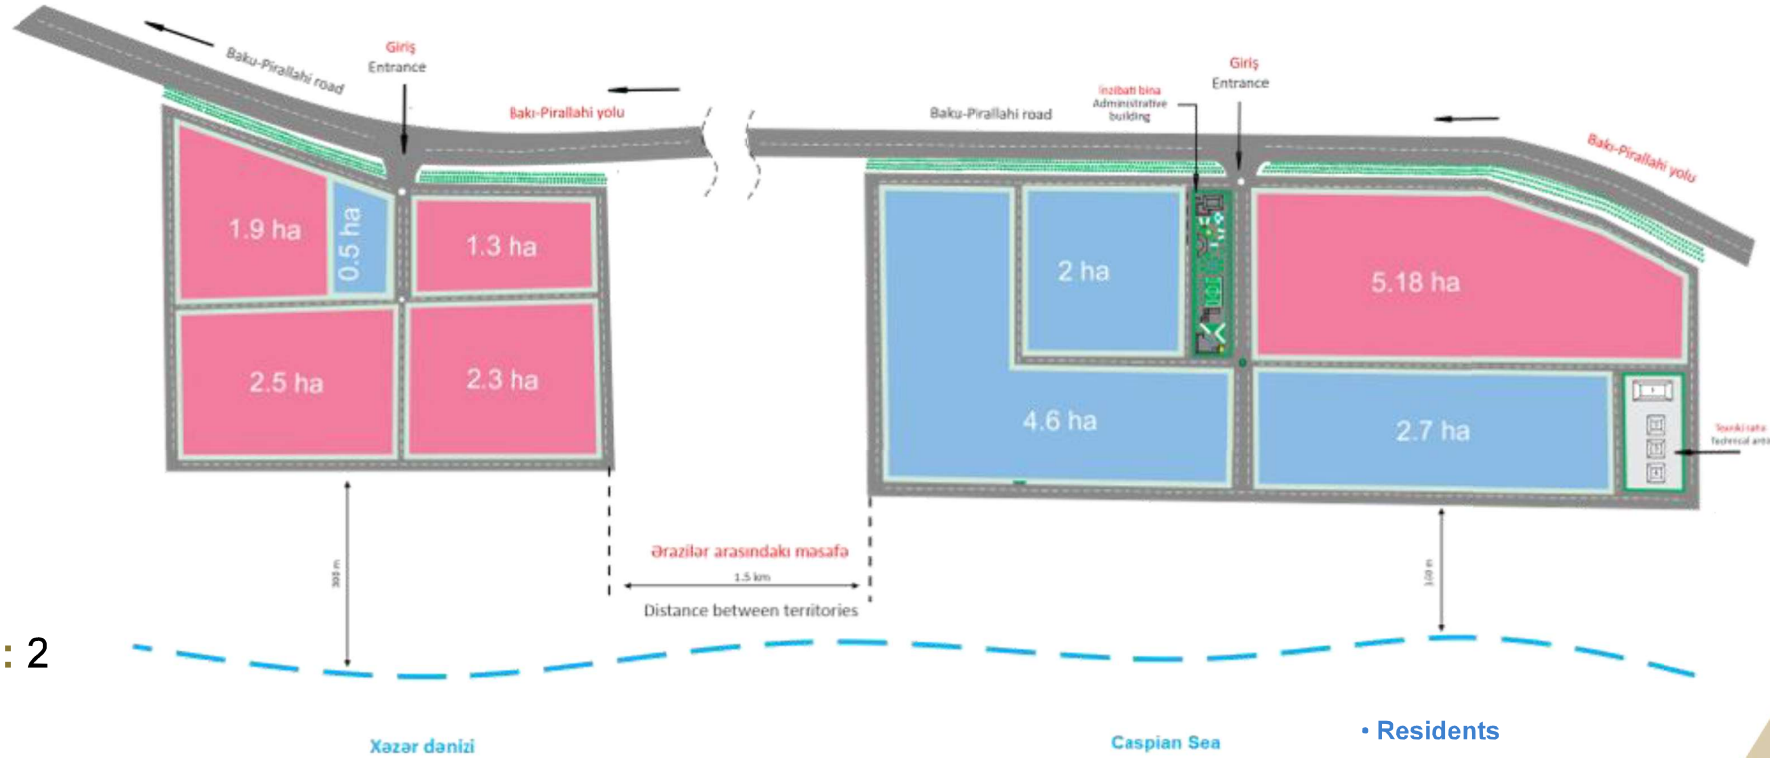 Giriş
Entrance
Baku-Pirallahi road
Bakı-Pirallahi yolu
Baku-Pirallahi road
İnzibati bina
Administrative
building
Giriş
Entrance
Bakı-Pirallahi yolu
1.9 ha
0.5 ha
1.3 ha
2.5 ha
2.3 ha
2 ha
5.18 ha
4.6 ha
2.7 ha
Technical area
300 m
Ərazilər arasındakı məsafə
1.5 km
Distance between territories
: 2
Xəzər dənizi
Caspian Sea
• Residents